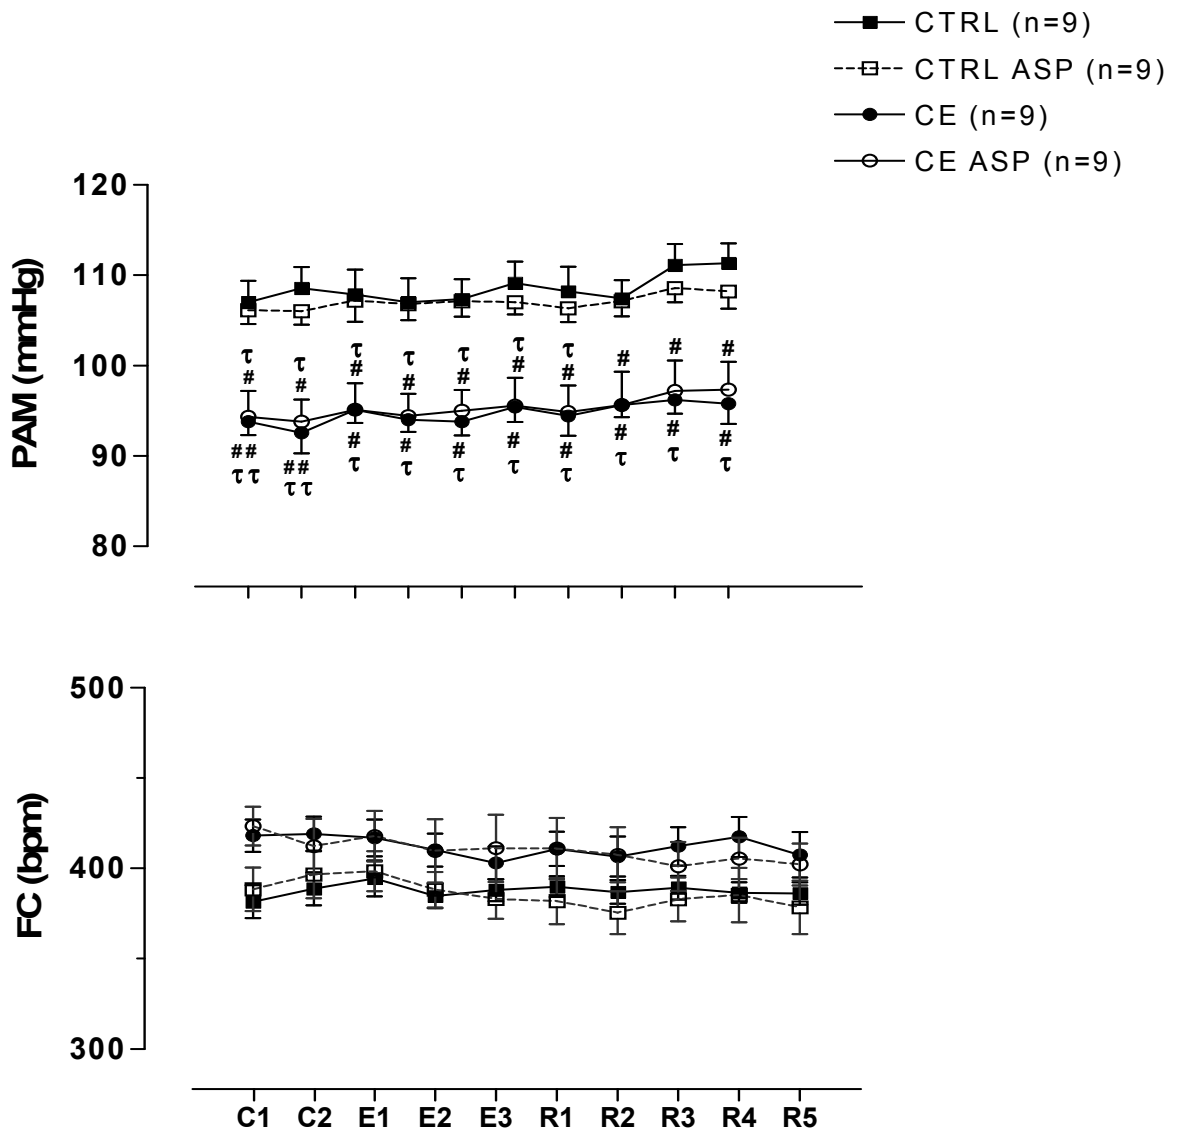 CTRL (n=9)
CTRL ASP (n=9)
CE (n=9)
CE ASP (n=9)
120
110
100
90
80
PAM (mmHg)
τ τ τ τ τ τ τ # # #
# # # # # # #
## ## # # # # # # # #
ττ ττ τ τ τ τ τ τ τ τ
500
400
300
FC (bpm)
C1 C2 E1 E2 E3 R1 R2 R3 R4 R5